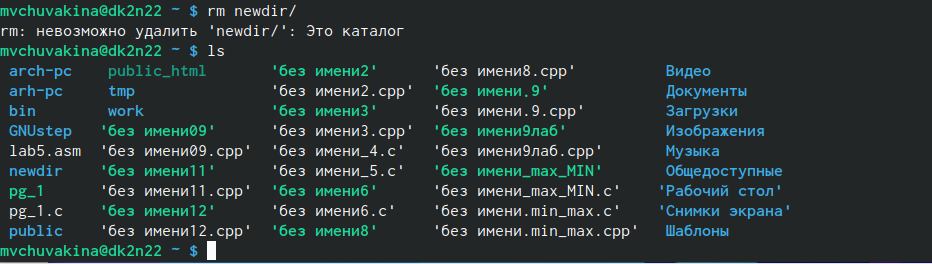 mvchuvakina@dk2n22 ~ $ rm newdir/
rm: невозможно удалить 'newdir/': Это каталог
mvchuvakina@dk2n22 ~ $ ls
arch-pc public_html 'без имени2' 'без имени8.cpp' Видео
arh-pc tmp 'без имени2.cpp' 'без имени.9' Документы
bin work 'без имени3' 'без имени.9.cpp' Загрузки
GNUstep 'без имени09' 'без имени3.cpp' 'без имени9лаб' Изображения
lab5.asm 'без имени09.cpp' 'без имени_4.c' 'без имени9лаб.cpp' Музыка
newdir 'без имени11' 'без имени_5.c' 'без имени_max_MIN' Общедоступные
pg_1 'без имени11.cpp' 'без имени6' 'без имени_max_MIN.c' 'Рабочий стол'
pg_1.c 'без имени12' 'без имени6.c' 'без имени.min_max.c' 'Снимки экрана'
public 'без имени12.cpp' 'без имени8' 'без имени.min_max.cpp' Шаблоны
mvchuvakina@dk2n22 ~ $